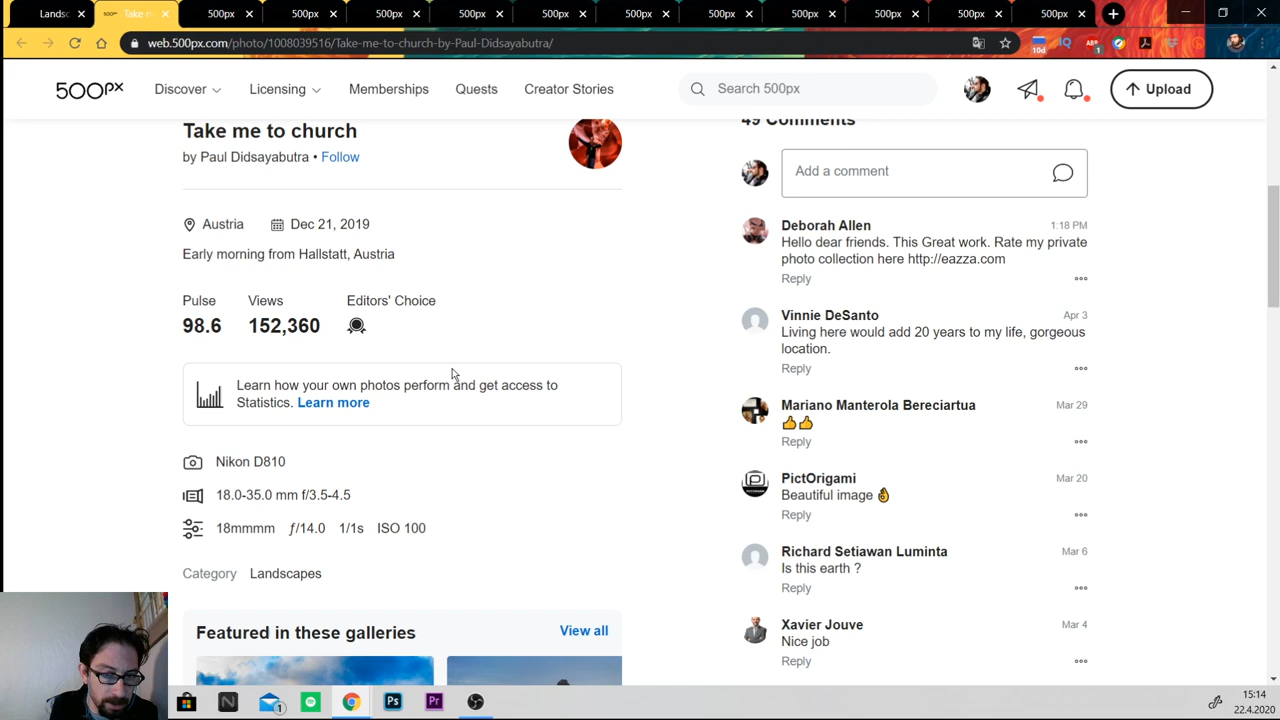 Landsc
Take me
500px
500px
500px
500px
500px
500px
500px
500px
500px
500px
500px
web.500px.com/photo/1008039516/Take-me-to-church-by-Paul-Didsayabutra/
10d
ABP
1
500px
Discover
Licensing
Memberships
Quests
Creator Stories
Search 500px
Upload
Take me to church
by Paul Didsayabutra • Follow
Austria
Dec 21, 2019
Early morning from Hallstatt, Austria
Pulse
Views
Editors' Choice
98.6
152,360
Learn how your own photos perform and get access to
Statistics. Learn more
Nikon D810
18.0-35.0 mm f/3.5-4.5
18mmmm ƒ/14.0 1/1s ISO 100
Category Landscapes
Featured in these galleries
View all
49 Comments
Add a comment
Deborah Allen
1:18 PM
Hello dear friends. This Great work. Rate my private
photo collection here http://eazza.com
Reply
Vinnie DeSanto
Apr 3
Living here would add 20 years to my life, gorgeous
location.
Reply
Mariano Manterola Bereciartua
Mar 29
👍👍
Reply
PictOrigami
Mar 20
Beautiful image 👌
Reply
Richard Setiawan Luminta
Mar 6
Is this earth ?
Reply
Xavier Jouve
Mar 4
Nice job
Reply
N
1
Ps
Pr
15:14
22.4.2020